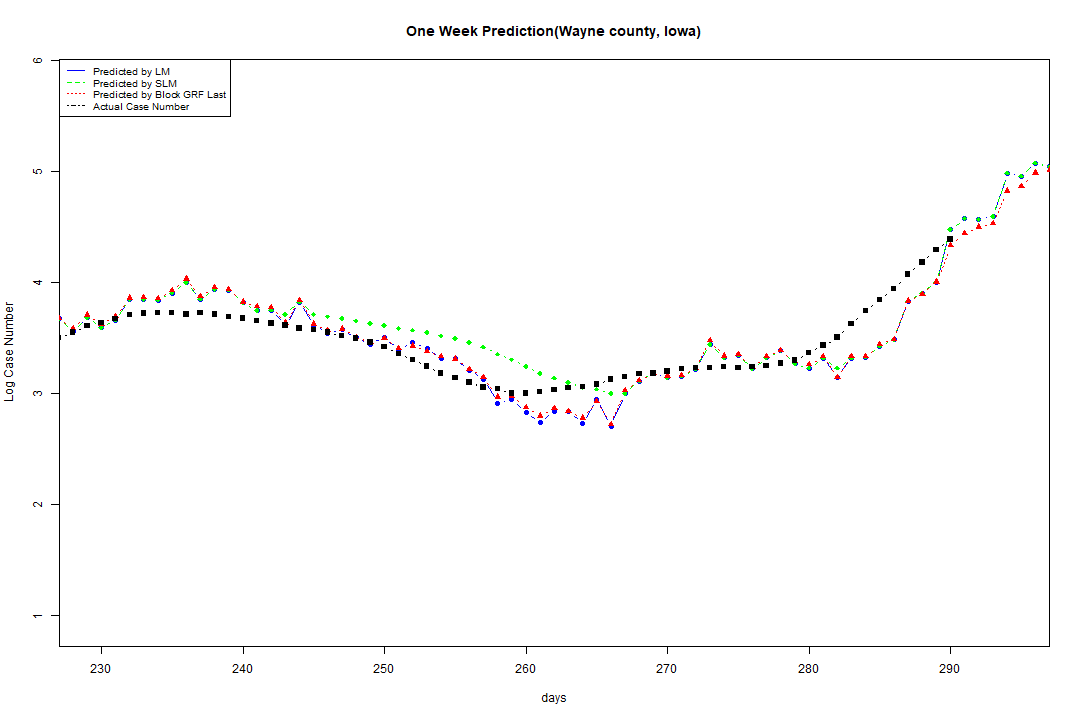 One Week Prediction(Wayne county, Iowa)
6
Predicted by LM
Predicted by SLM
Predicted by Block GRF Last
Actual Case Number
5
4
3
2
1
Log Case Number
230 240 250 260 270 280 290
days